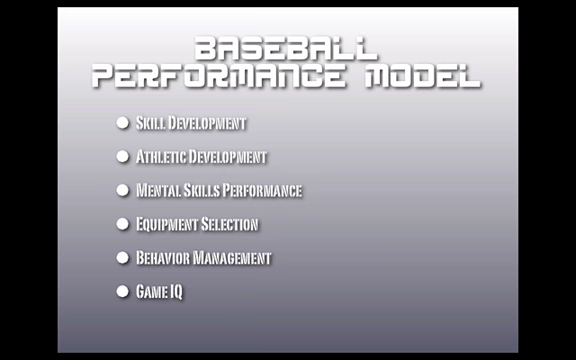 BASEBALL
PERFORMANCE MODEL
SKILL DEVELOPMENT
ATHLETIC DEVELOPMENT
MENTAL SKILLS PERFORMANCE
EQUIPMENT SELECTION
BEHAVIOR MANAGEMENT
GAME IQ